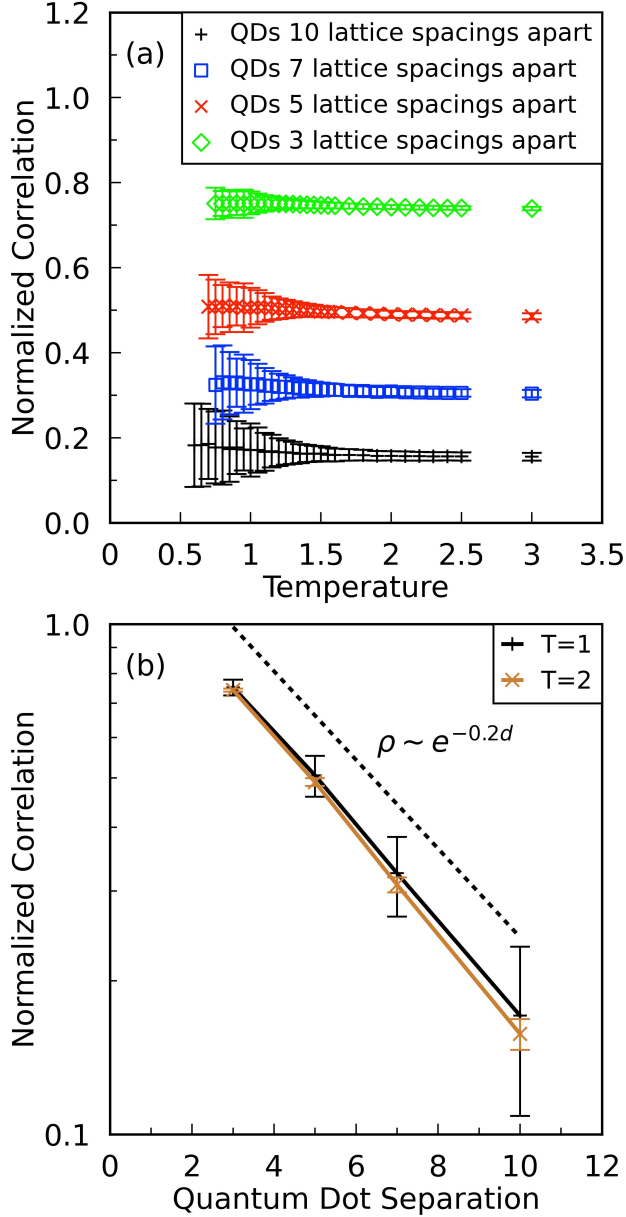 (a)
QDs 10 lattice spacings apart
QDs 7 lattice spacings apart
QDs 5 lattice spacings apart
QDs 3 lattice spacings apart
Normalized Correlation
1.2
1.0
0.8
0.6
0.4
0.2
0.0
0 0.5 1 1.5 2 2.5 3 3.5
Temperature
(b)
T=1
T=2
ρ ~ e^{−0.2d}
Normalized Correlation
1.0
0.1
0 2 4 6 8 10 12
Quantum Dot Separation